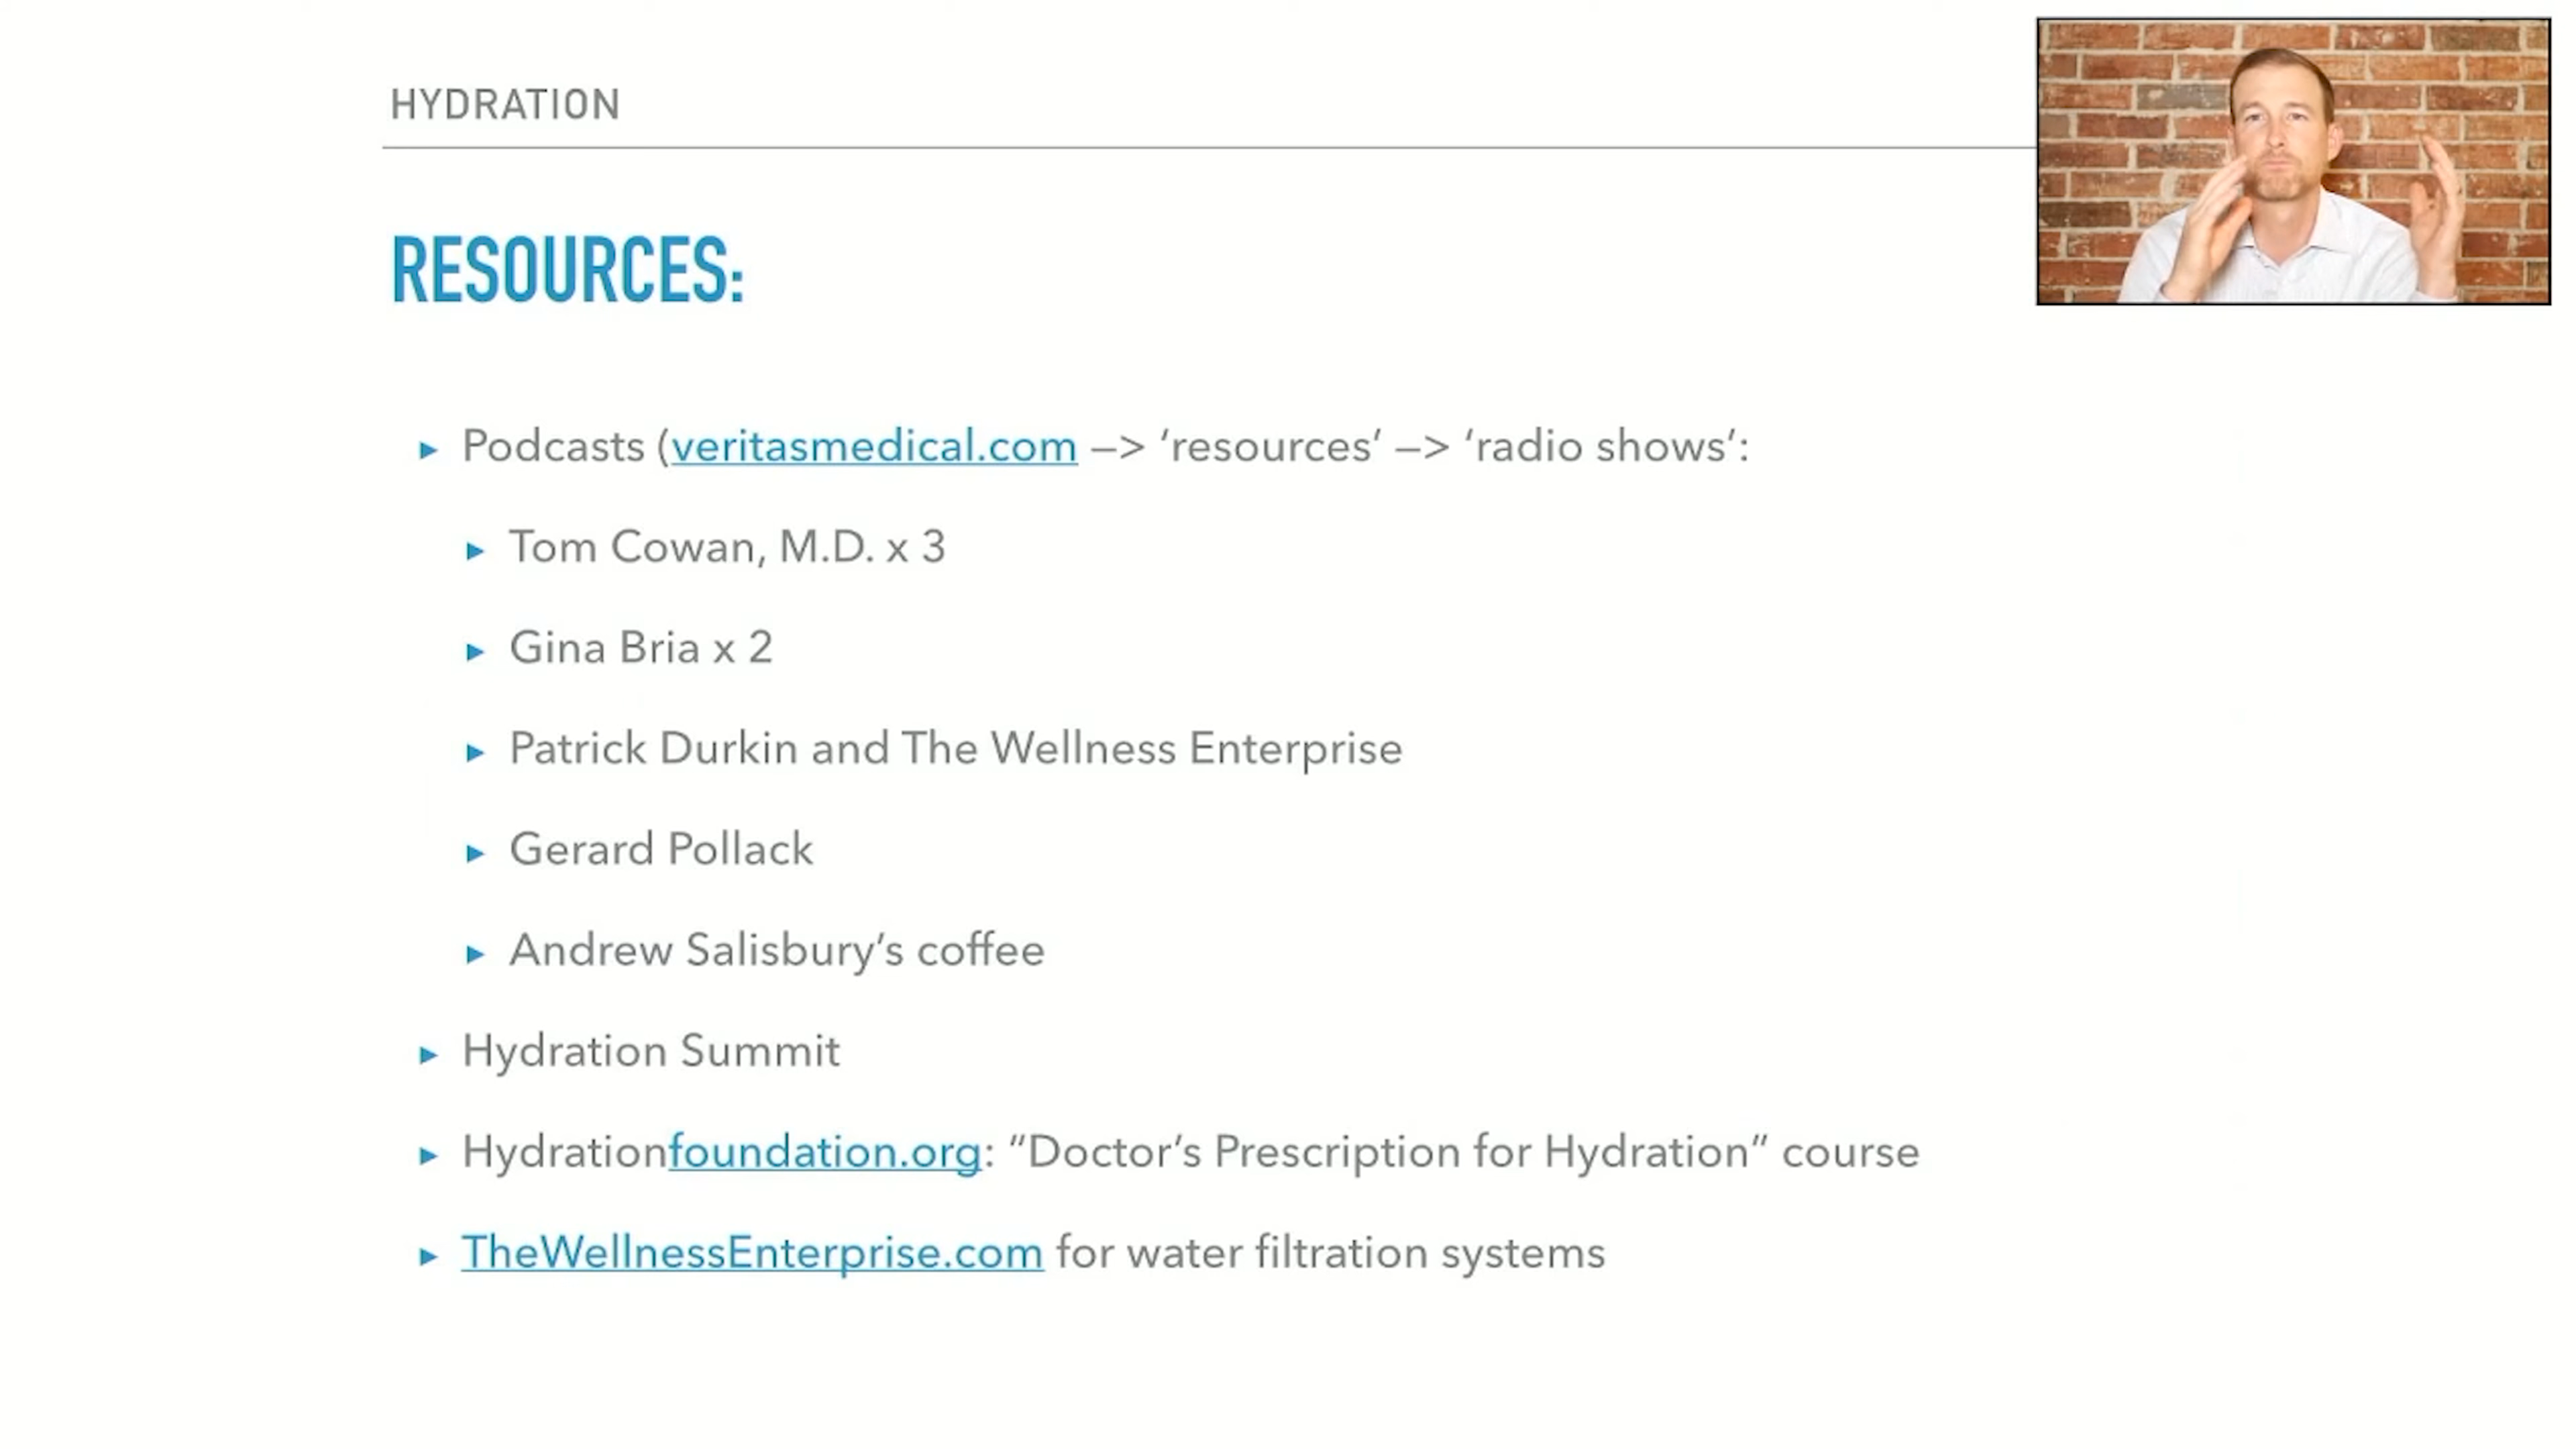 HYDRATION
RESOURCES:
▸ Podcasts (veritasmedical.com —> ‘resources’ —> ‘radio shows’:
▸ Tom Cowan, M.D. x 3
▸ Gina Bria x 2
▸ Patrick Durkin and The Wellness Enterprise
▸ Gerard Pollack
▸ Andrew Salisbury’s coffee
▸ Hydration Summit
▸ Hydrationfoundation.org: “Doctor’s Prescription for Hydration” course
▸ TheWellnessEnterprise.com for water filtration systems